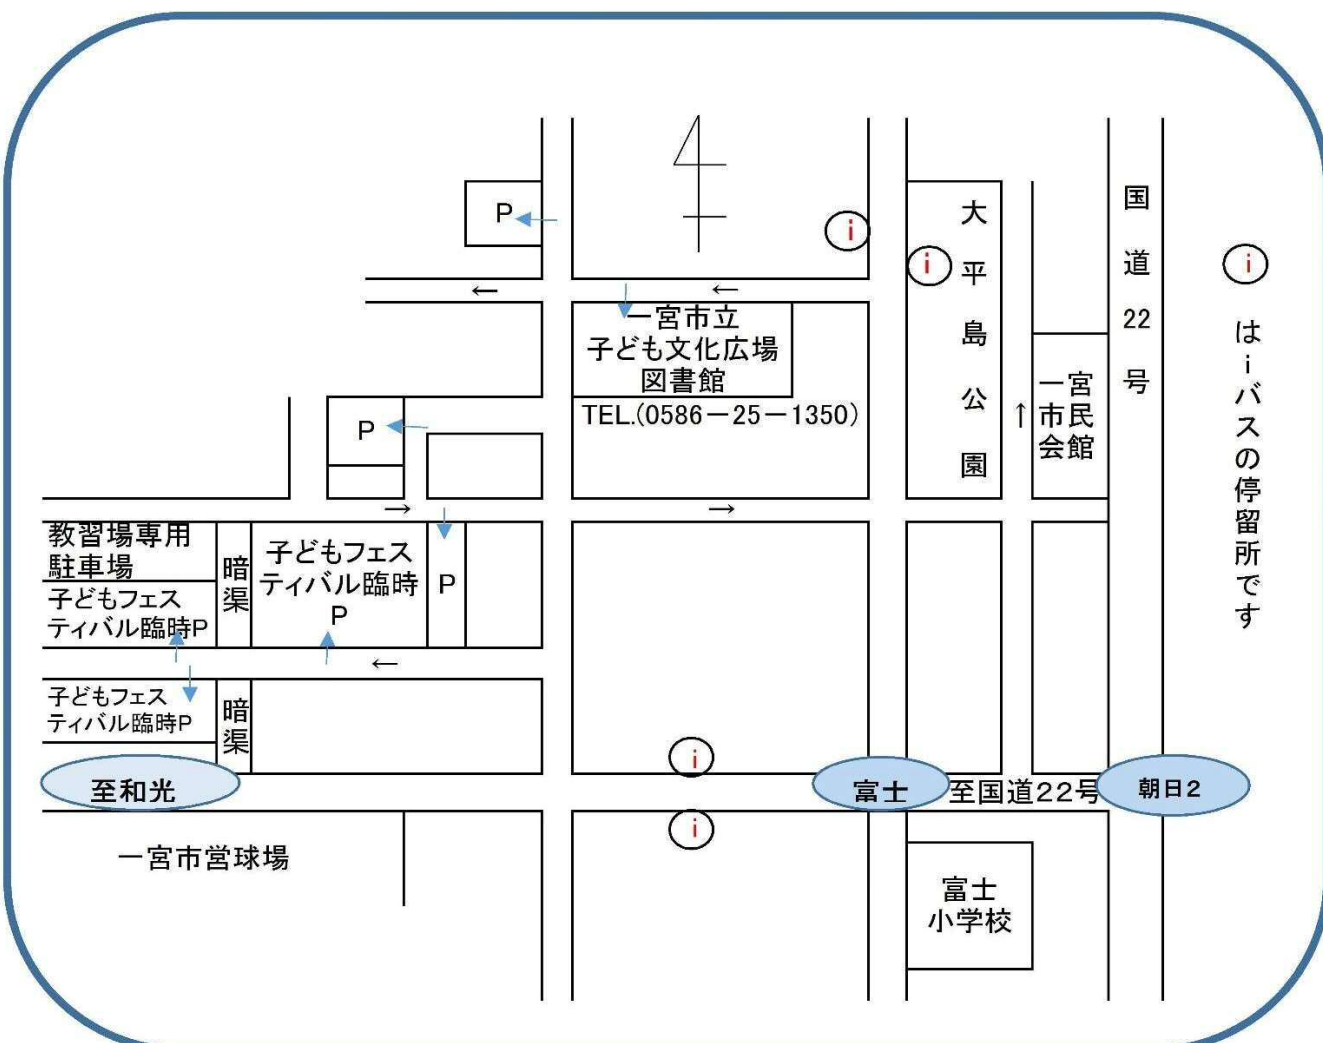 P
i
i
大平島公園
国道22号
i
はiバスの停留所です
←
←
一宮市立
子ども文化広場
図書館
TEL.(0586－25－1350)
P
↑
一宮
市民
会館
→
→
教習場専用
駐車場
子どもフェス
ティバル臨時P
暗渠
子どもフェス
ティバル臨時
P
P
←
子どもフェス
ティバル臨時P
暗渠
i
至和光
富士
至国道22号
朝日2
i
一宮市営球場
富士
小学校